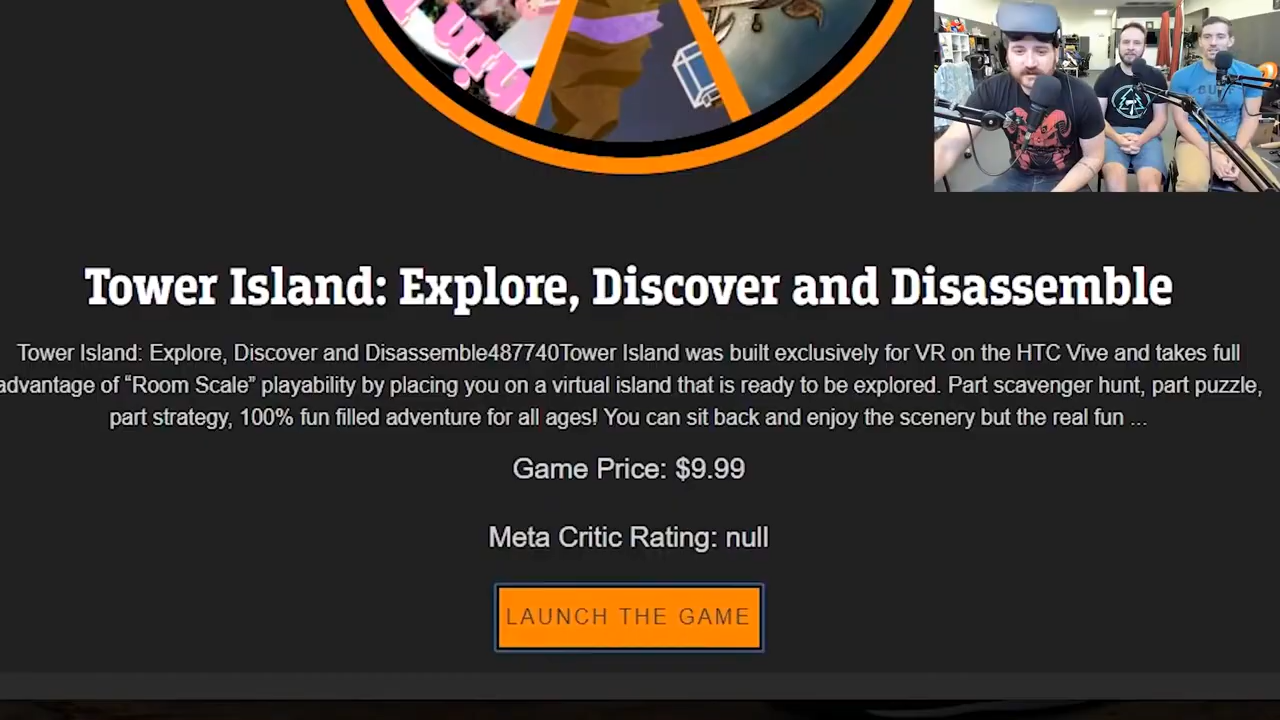 Tower Island: Explore, Discover and Disassemble
Tower Island: Explore, Discover and Disassemble487740Tower Island was built exclusively for VR on the HTC Vive and takes full
advantage of “Room Scale” playability by placing you on a virtual island that is ready to be explored. Part scavenger hunt, part puzzle,
part strategy, 100% fun filled adventure for all ages! You can sit back and enjoy the scenery but the real fun ...
Game Price: $9.99
Meta Critic Rating: null
LAUNCH THE GAME